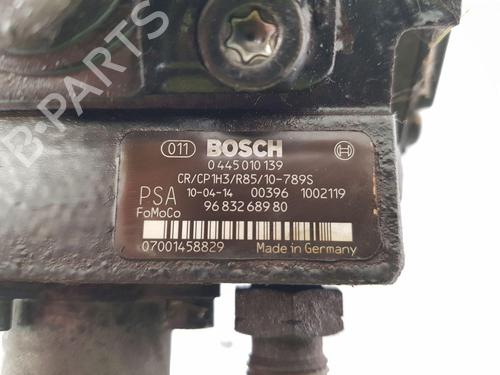 B-PARTS
011 BOSCH
0 445 010 139
CR/CP1H3/R85/10-789S
PSA 10-04-14 00396 1002119
FoMoCo 96 832 689 80
07001458829 Made in Germany